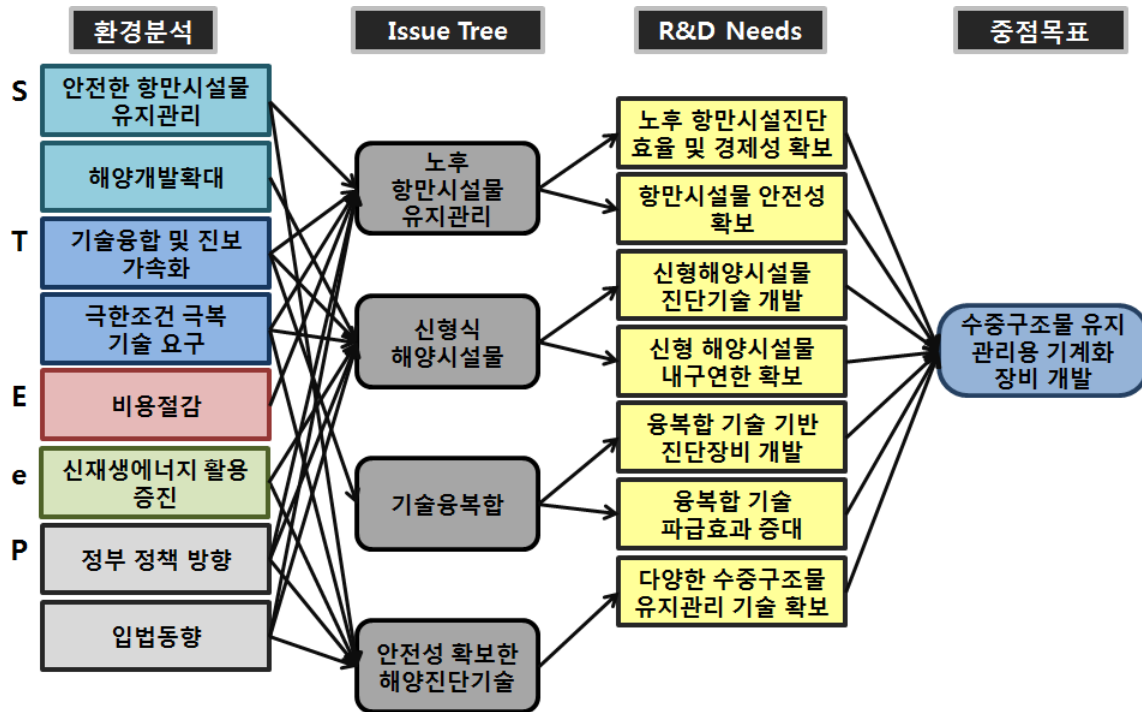 환경분석
Issue Tree
R&D Needs
중점목표
S
안전한 항만시설물
유지관리
해양개발확대
T
기술융합 및 진보
가속화
극한조건 극복
기술 요구
E
비용절감
e
신재생에너지 활용
증진
P
정부 정책 방향
입법동향
노후
항만시설물
유지관리
신형식
해양시설물
기술융복합
안전성 확보한
해양진단기술
노후 항만시설진단
효율 및 경제성 확보
항만시설물 안전성
확보
신형해양시설물
진단기술 개발
신형 해양시설물
내구연한 확보
융복합 기술 기반
진단장비 개발
융복합 기술
파급효과 증대
다양한 수중구조물
유지관리 기술 확보
수중구조물 유지
관리용 기계화
장비 개발